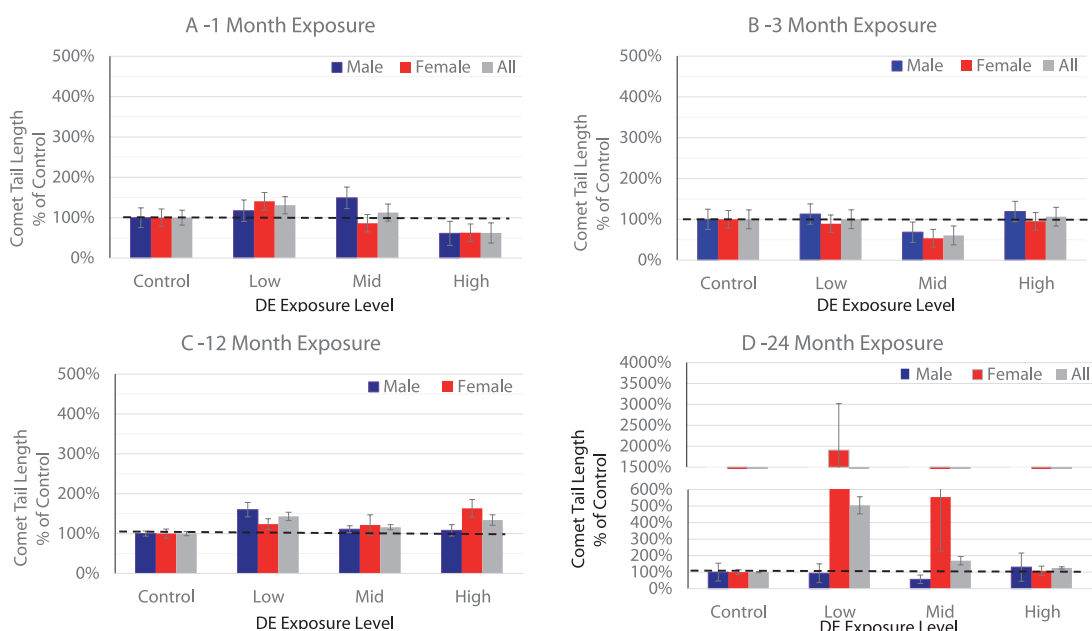 A -1 Month Exposure
Comet Tail Length
% of Control
500%
400%
300%
200%
100%
0%
Male Female All
Control Low Mid High
DE Exposure Level
B -3 Month Exposure
Comet Tail Length
% of Control
500%
400%
300%
200%
100%
0%
Male Female All
Control Low Mid High
DE Exposure Level
C -12 Month Exposure
Comet Tail Length
% of Control
500%
400%
300%
200%
100%
0%
Male Female
Control Low Mid High
DE Exposure Level
D -24 Month Exposure
Comet Tail Length
% of Control
4000%
3500%
3000%
2500%
2000%
1500%
600%
500%
400%
300%
200%
100%
0%
Male Female All
Control Low Mid High
DE Exposure Level